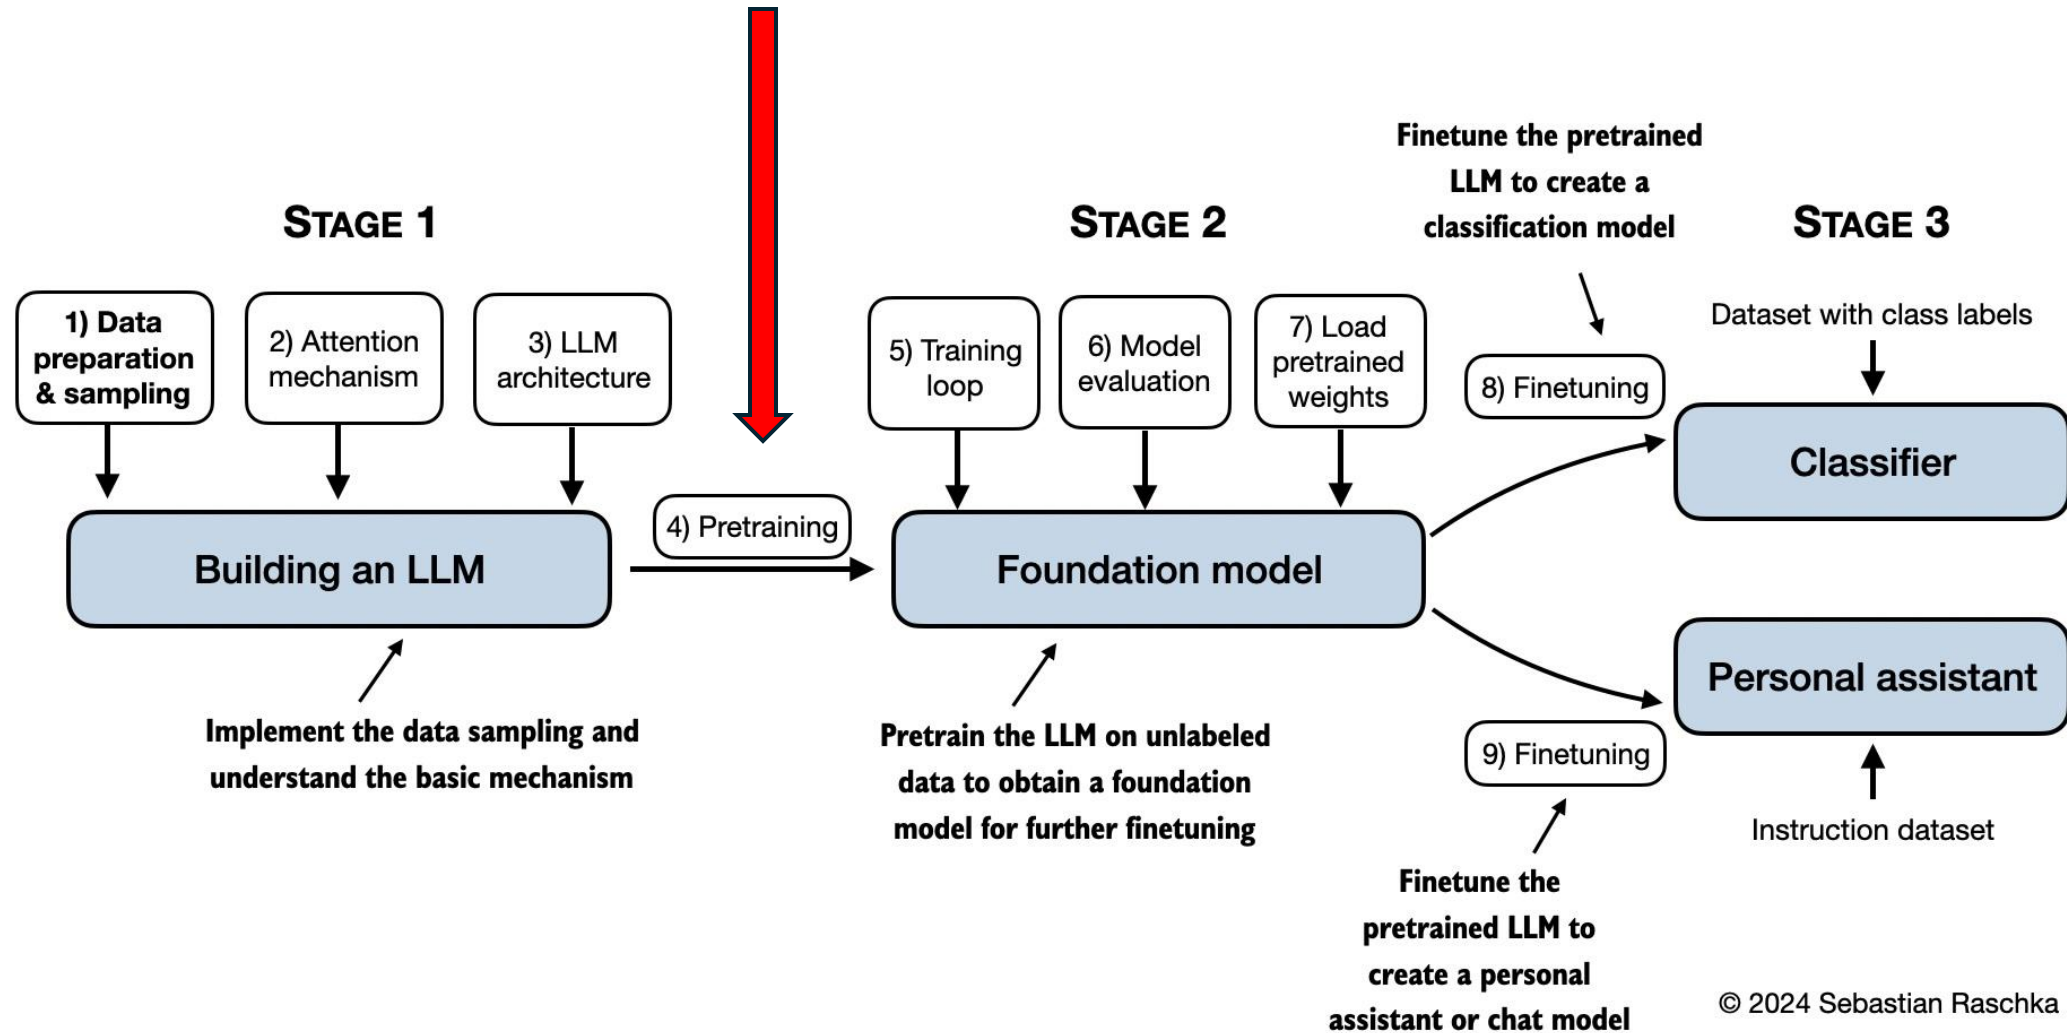 STAGE 1
1) Data
preparation
& sampling
2) Attention
mechanism
3) LLM
architecture
Building an LLM
Implement the data sampling and
understand the basic mechanism
4) Pretraining
STAGE 2
5) Training
loop
6) Model
evaluation
7) Load
pretrained
weights
Foundation model
Pretrain the LLM on unlabeled
data to obtain a foundation
model for further finetuning
Finetune the pretrained
LLM to create a
classification model
8) Finetuning
STAGE 3
Dataset with class labels
Classifier
Personal assistant
9) Finetuning
Instruction dataset
Finetune the
pretrained LLM to
create a personal
assistant or chat model
© 2024 Sebastian Raschka